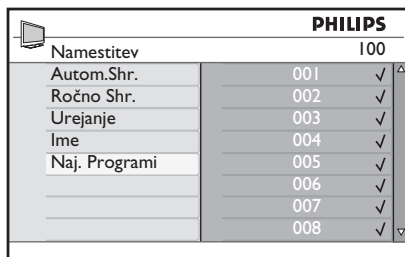 PHILIPS
Namestitev 100
Autom.Shr. 001 ✓
Ročno Shr. 002 ✓
Urejanje 003 ✓
Ime 004 ✓
Naj. Programi 005 ✓
006 ✓
007 ✓
008 ✓